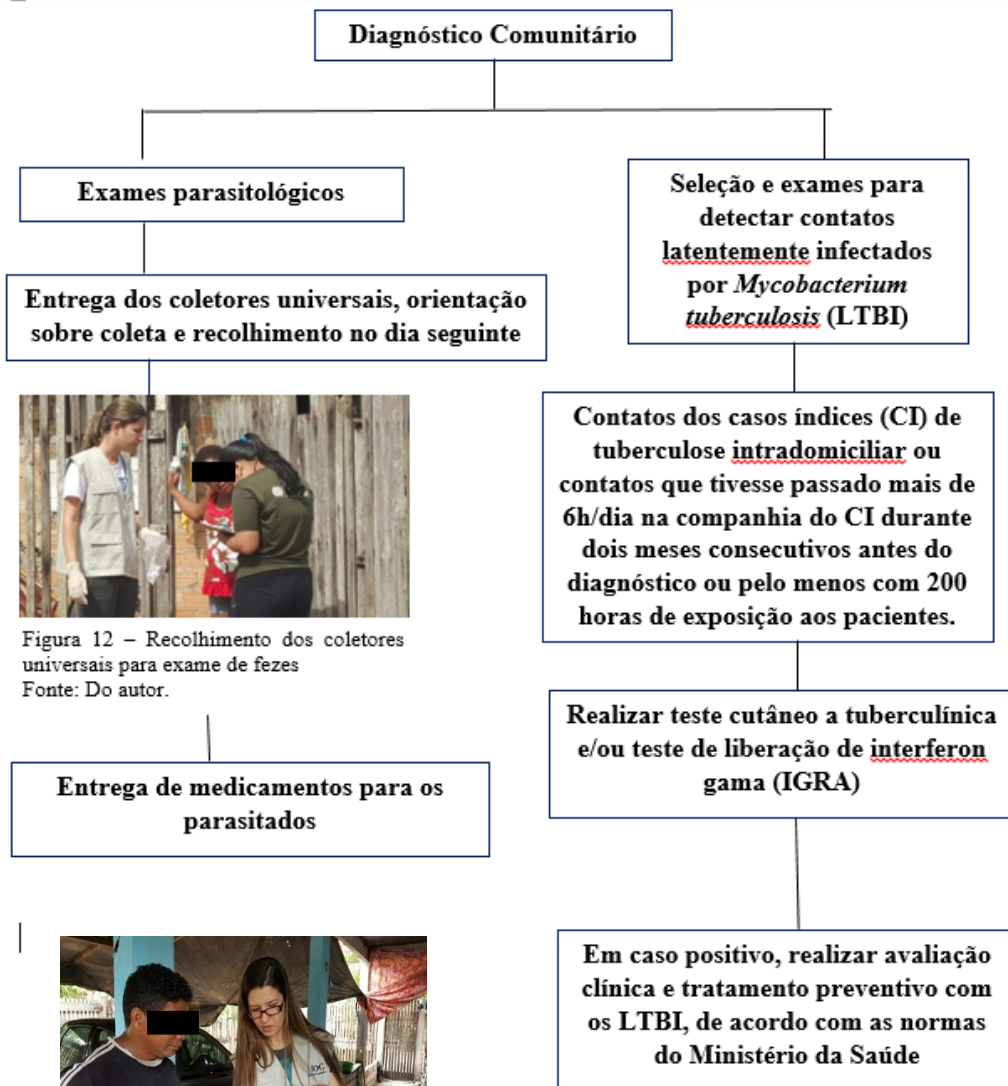 Diagnóstico Comunitário
Exames parasitológicos
Entrega dos coletores universais, orientação
sobre coleta e recolhimento no dia seguinte
Figura 12 – Recolhimento dos coletores
universais para exame de fezes
Fonte: Do autor.
Entrega de medicamentos para os
parasitados
Seleção e exames para
detectar contatos
latentemente infectados
por Mycobacterium
tuberculosis (LTBI)
Contatos dos casos índices (CI) de
tuberculose intradomiciliar ou
contatos que tivesse passado mais de
6h/dia na companhia do CI durante
dois meses consecutivos antes do
diagnóstico ou pelo menos com 200
horas de exposição aos pacientes.
Realizar teste cutâneo a tuberculínica
e/ou teste de liberação de interferon
gama (IGRA)
Em caso positivo, realizar avaliação
clínica e tratamento preventivo com
os LTBI, de acordo com as normas
do Ministério da Saúde